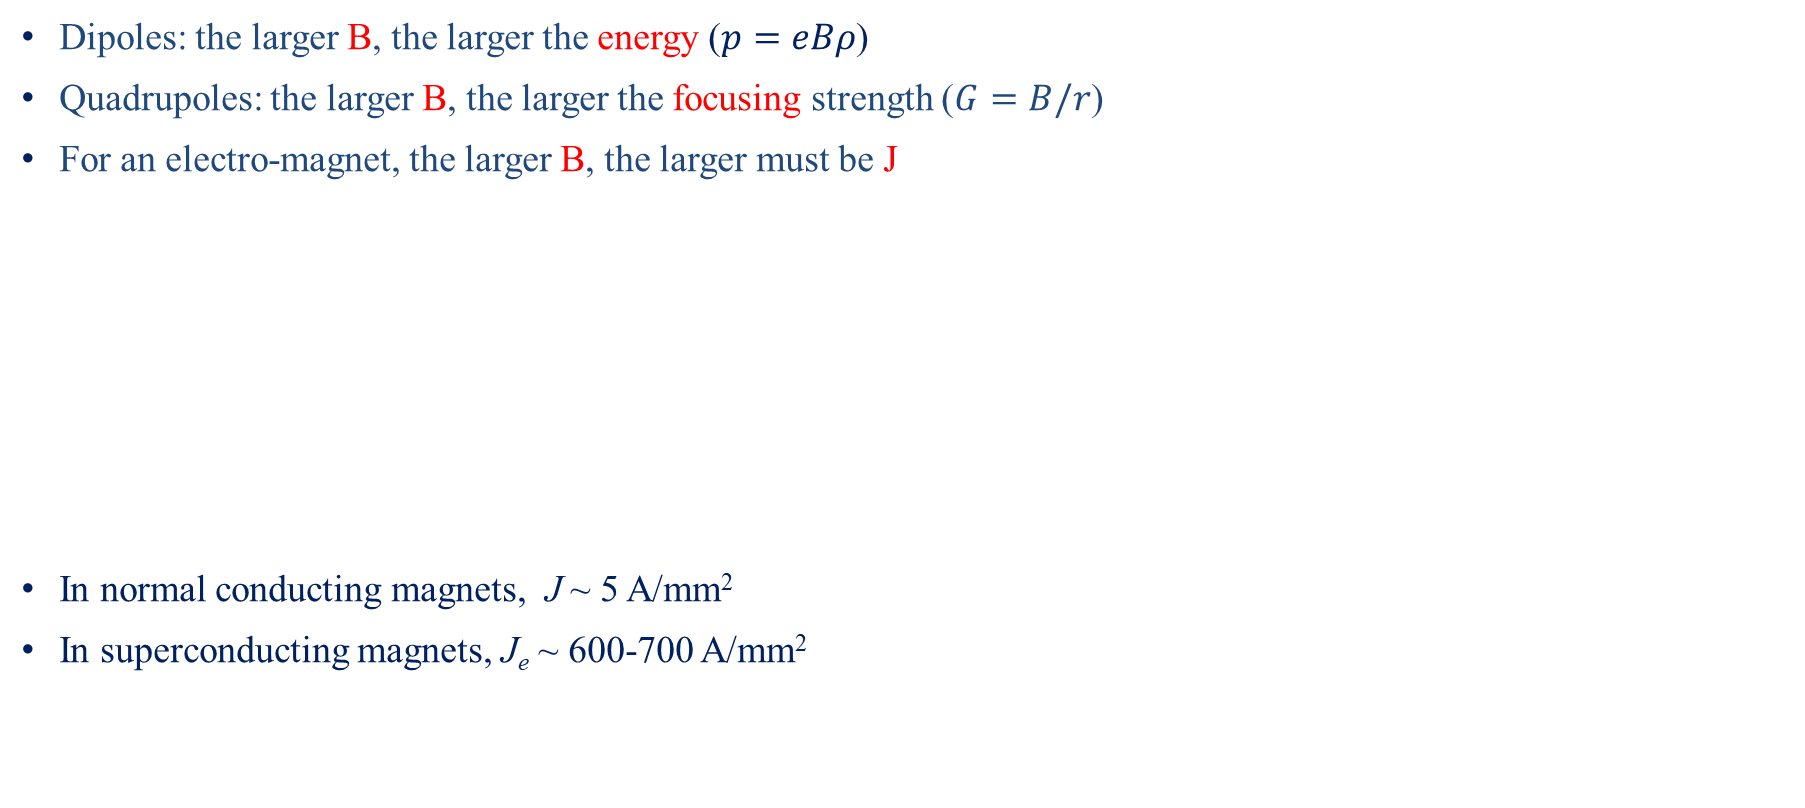 • Dipoles: the larger B, the larger the energy (p = eBρ)
• Quadrupoles: the larger B, the larger the focusing strength (G = B/r)
• For an electro-magnet, the larger B, the larger must be J
• In normal conducting magnets, J ~ 5 A/mm²
• In superconducting magnets, Jₑ ~ 600-700 A/mm²